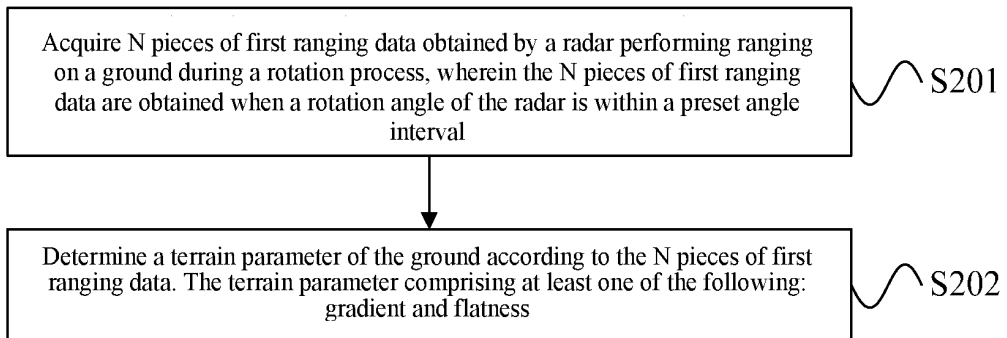 Acquire N pieces of first ranging data obtained by a radar performing ranging
on a ground during a rotation process, wherein the N pieces of first ranging
data are obtained when a rotation angle of the radar is within a preset angle
interval
S201
Determine a terrain parameter of the ground according to the N pieces of first
ranging data. The terrain parameter comprising at least one of the following:
gradient and flatness
S202